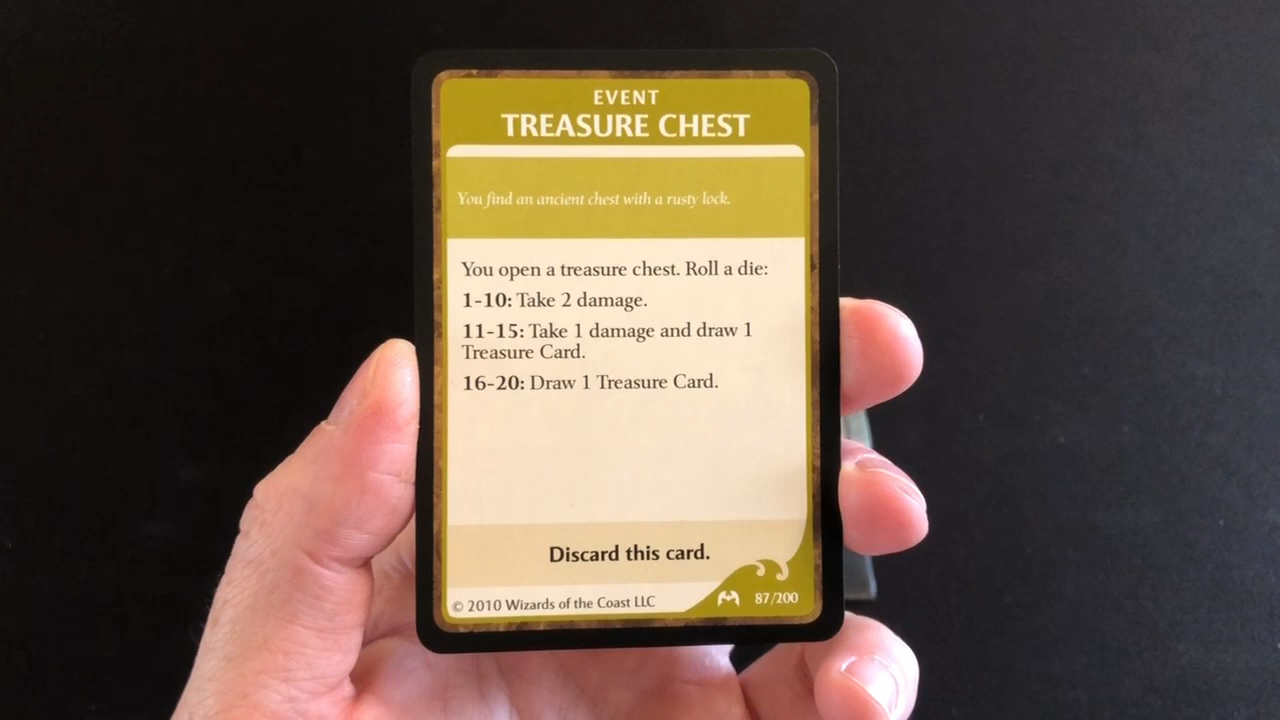 EVENT
TREASURE CHEST
You find an ancient chest with a rusty lock.
You open a treasure chest. Roll a die:
1-10: Take 2 damage.
11-15: Take 1 damage and draw 1
Treasure Card.
16-20: Draw 1 Treasure Card.
Discard this card.
© 2010 Wizards of the Coast LLC
87/200